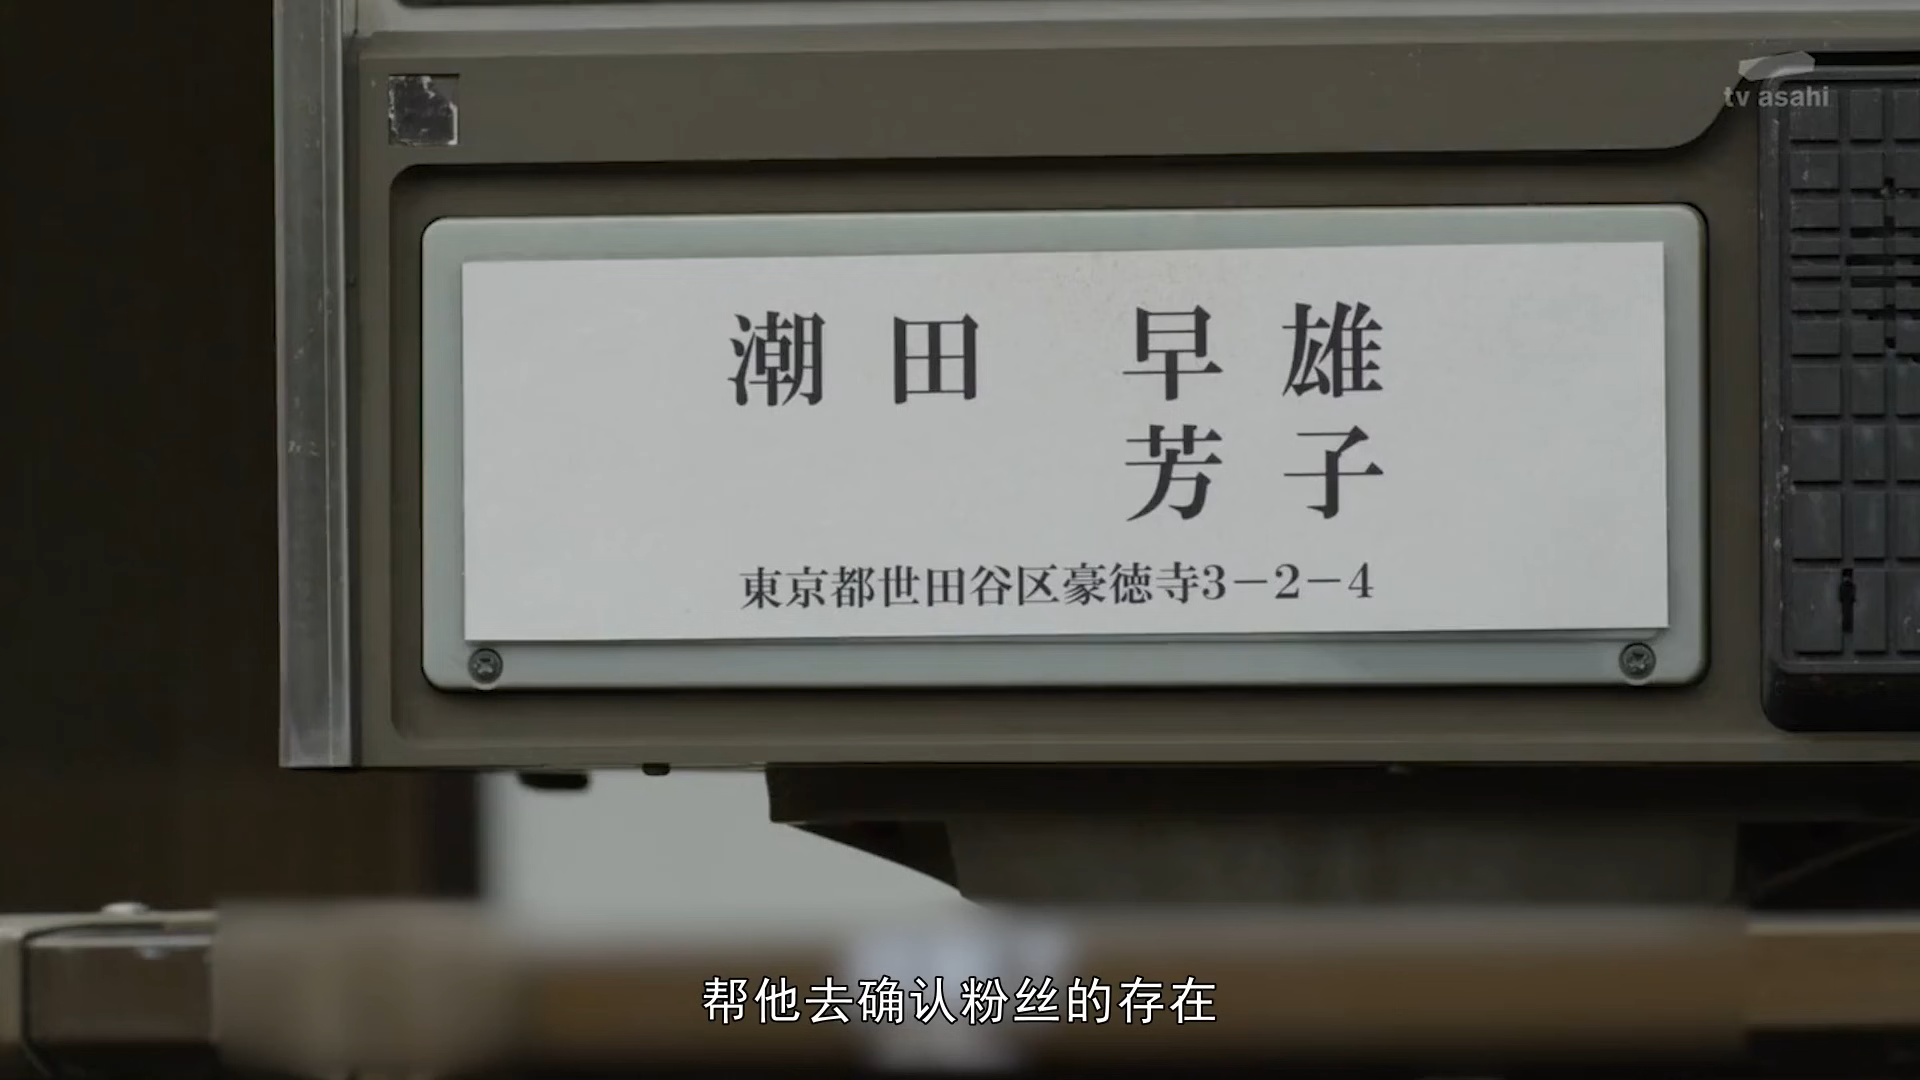 tv asahi
潮田 早雄
芳子
東京都世田谷区豪徳寺3-2-4
帮他去确认粉丝的存在